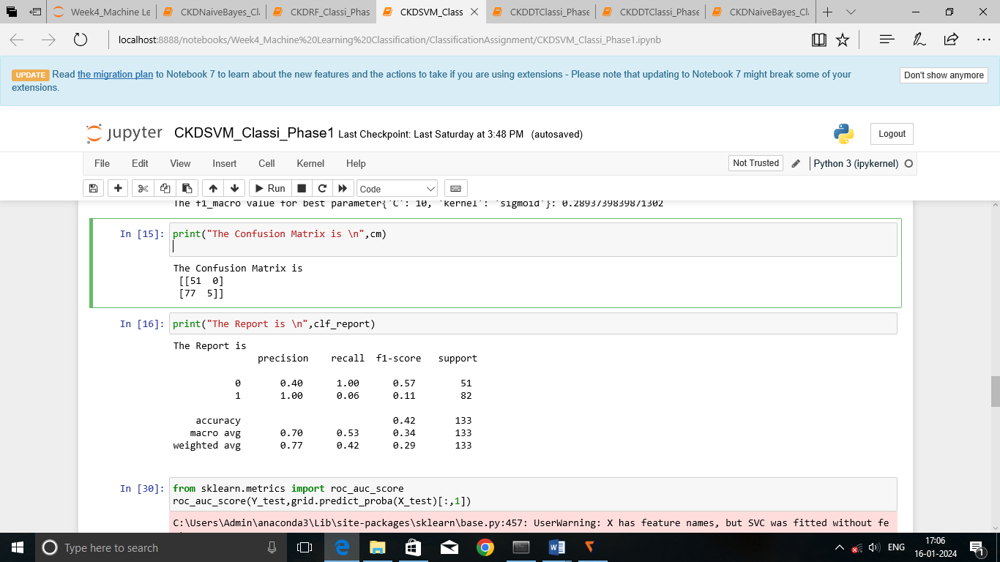 Week4_Machine Le
CKDNaiveBayes_Cl
CKDRF_Classi_Phas
CKDSVM_Class
CKDDTClassi_Phase
CKDDTClassi_Phase
CKDNaiveBayes_Cl
localhost:8888/notebooks/Week4_Machine%20Learning%20Classification/ClassificationAssignment/CKDSVM_Classi_Phase1.ipynb
UPDATE Read the migration plan to Notebook 7 to learn about the new features and the actions to take if you are using extensions - Please note that updating to Notebook 7 might break some of your
extensions.
Don't show anymore
jupyter CKDSVM_Classi_Phase1 Last Checkpoint: Last Saturday at 3:48 PM (autosaved)
Logout
File Edit View Insert Cell Kernel Help
Not Trusted
Python 3 (ipykernel)
Run
Code
The f1_macro value for best parameter{'C': 10, 'kernel': 'sigmoid'}: 0.2893739839871302
In [15]: print("The Confusion Matrix is \n",cm)
The Confusion Matrix is
[[51 0]
[77 5]]
In [16]: print("The Report is \n",clf_report)
The Report is
precision recall f1-score support
0 0.40 1.00 0.57 51
1 1.00 0.06 0.11 82
accuracy 0.42 133
macro avg 0.70 0.53 0.34 133
weighted avg 0.77 0.42 0.29 133
In [30]: from sklearn.metrics import roc_auc_score
roc_auc_score(Y_test,grid.predict_proba(X_test)[:,1])
C:\Users\Admin\anaconda3\Lib\site-packages\sklearn\base.py:457: UserWarning: X has feature names, but SVC was fitted without fe
Type here to search
ENG
17:06
16-01-2024
1